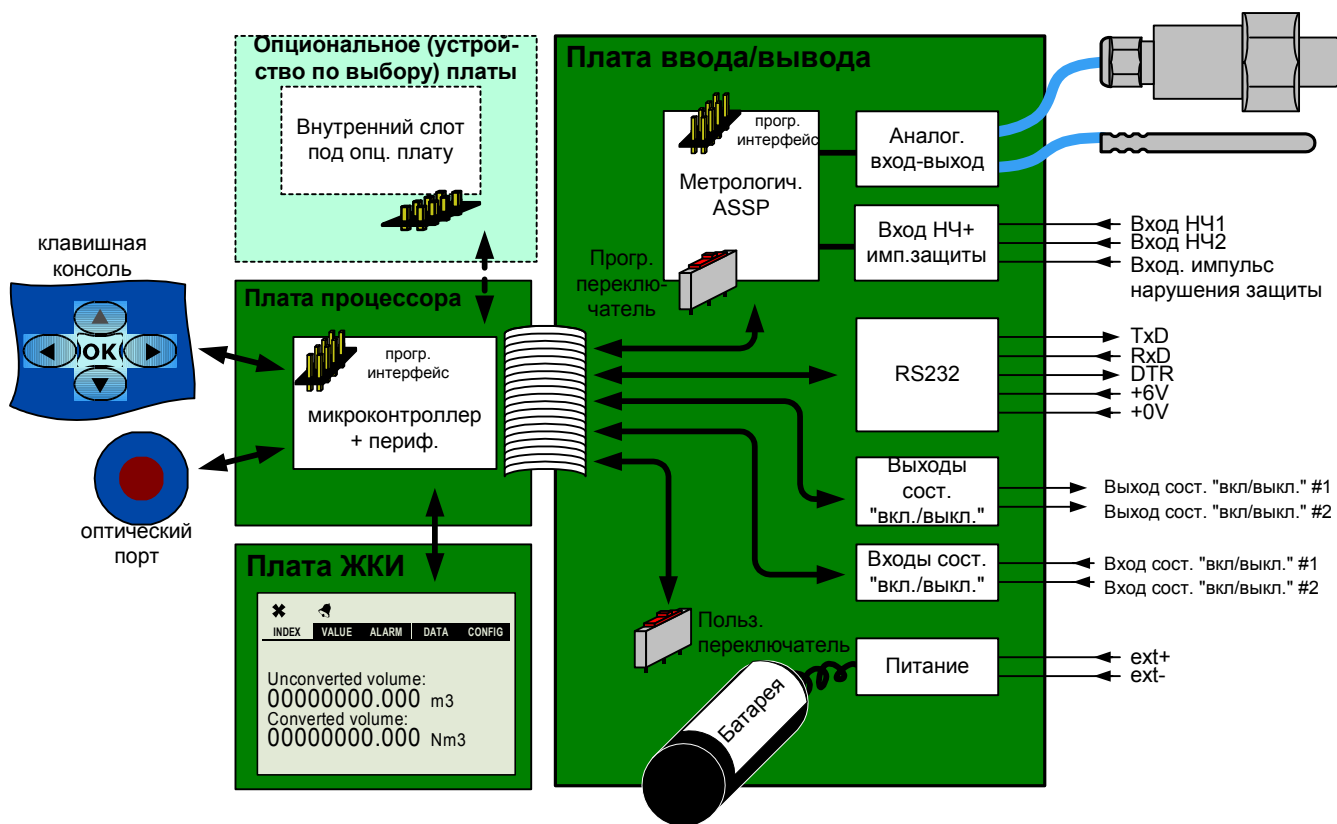 Опциональное (устрой-
ство по выбору) платы
Внутренний слот
под опц. плату
клавишная
консоль
OK
оптический
порт
Плата процессора
прогр.
интерфейс
микроконтроллер
+ периф.
Плата ЖКИ
INDEX VALUE ALARM DATA CONFIG
Unconverted volume:
00000000.000 m3
Converted volume:
00000000.000 Nm3
Плата ввода/вывода
прогр.
интерфейс
Метрологич.
ASSP
Прогр.
переклю-
чатель
Аналог.
вход-выход
Вход НЧ+
имп.защиты
Вход НЧ1
Вход НЧ2
Вход. импульс
нарушения защиты
RS232
TxD
RxD
DTR
+6V
+0V
Выходы
сост.
"вкл./выкл."
Выход сост. "вкл/выкл." #1
Выход сост. "вкл/выкл." #2
Входы сост.
"вкл./выкл."
Вход сост. "вкл/выкл." #1
Вход сост. "вкл/выкл." #2
Польз.
переключатель
Батарея
Питание
ext+
ext-